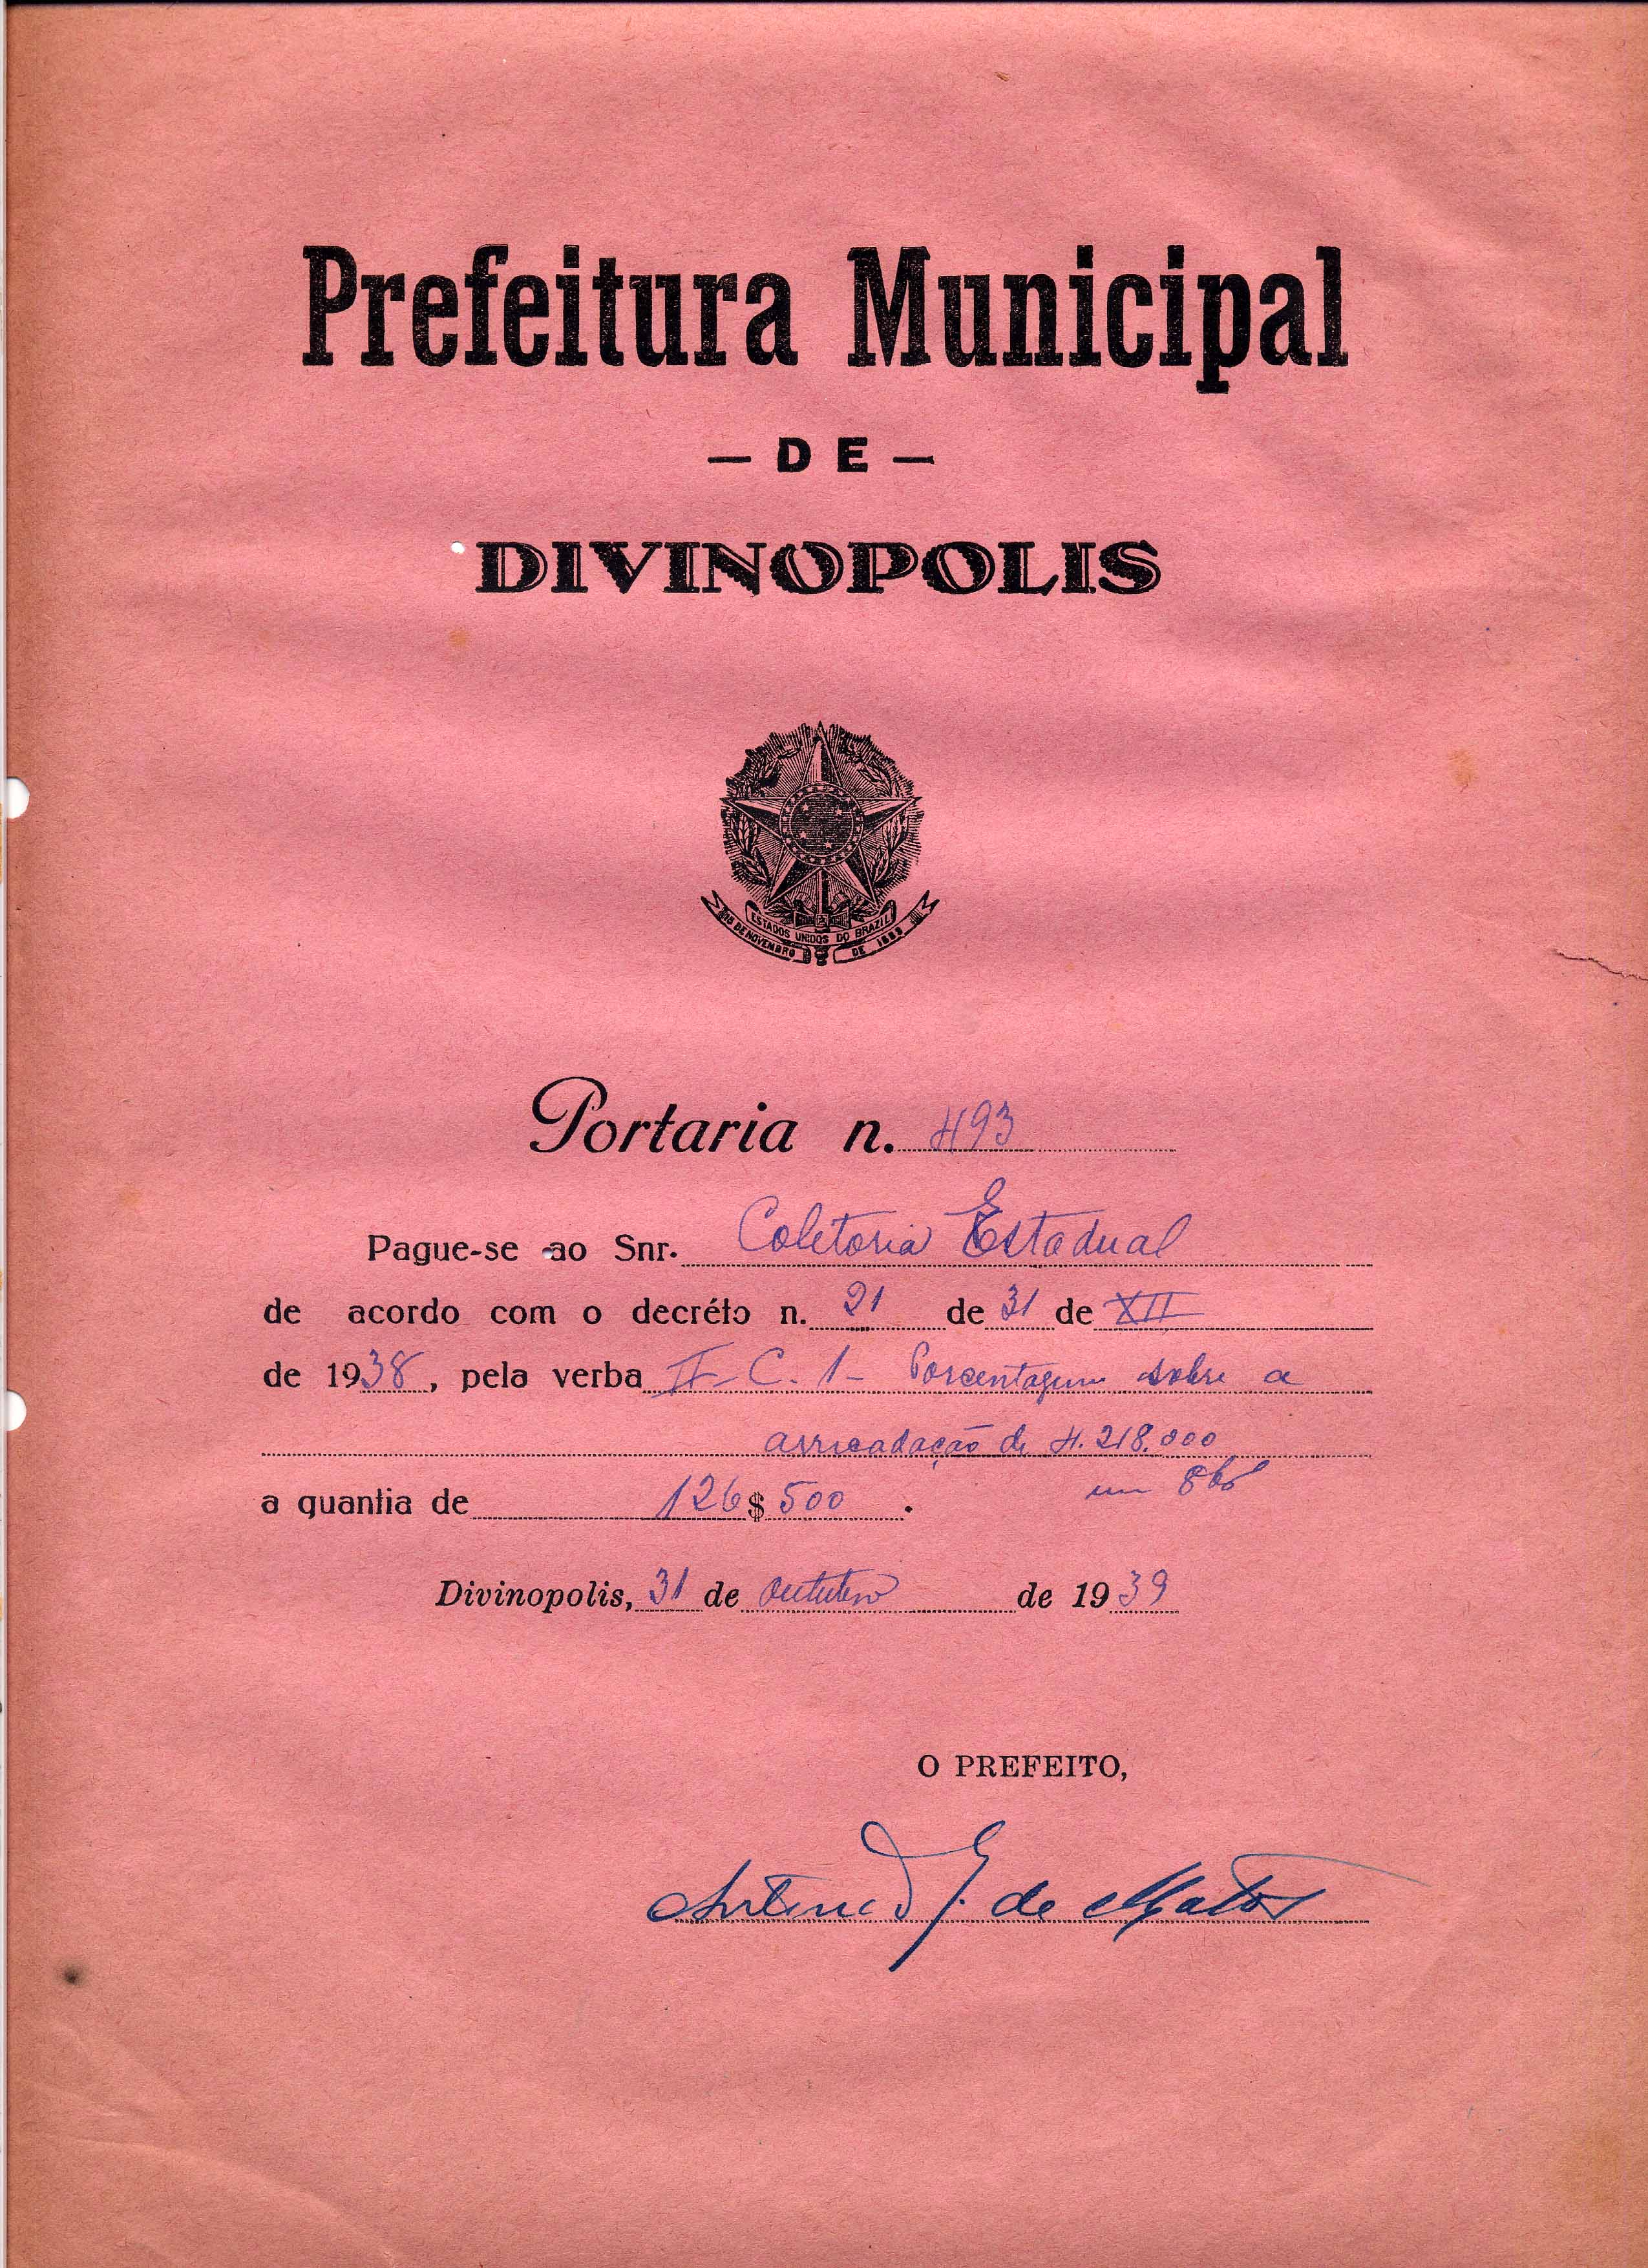 Prefeitura Municipal
— DE —
DIVINOPOLIS
ESTADOS UNIDOS DO BRAZIL
15 DE NOVEMBRO DE 1889
Portaria n. 493
Pague-se ao Snr. Coletoria Estadual
de acordo com o decréto n. 21 de 31 de XII
de 1938, pela verba II - C. 1 - Porcentagem sobre a
arrecadação de 4.218.000
a quantia de 126$500.
Divinopolis, 31 de outubro de 1939
O PREFEITO,
Antenor J. de Matos